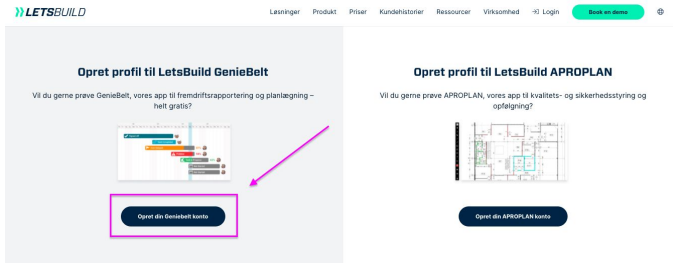 LETSBUILD
Løsninger Produkt Priser Kundehistorier Ressourcer Virksomhed Login Book en demo
Opret profil til LetsBuild GenieBelt
Vil du gerne prøve GenieBelt, vores app til fremdriftsrapportering og planlægning –
helt gratis?
Opret din Geniebelt konto
Opret profil til LetsBuild APROPLAN
Vil du gerne prøve APROPLAN, vores app til kvalitets- og sikkerhedsstyring og
opfølgning?
Opret din APROPLAN konto